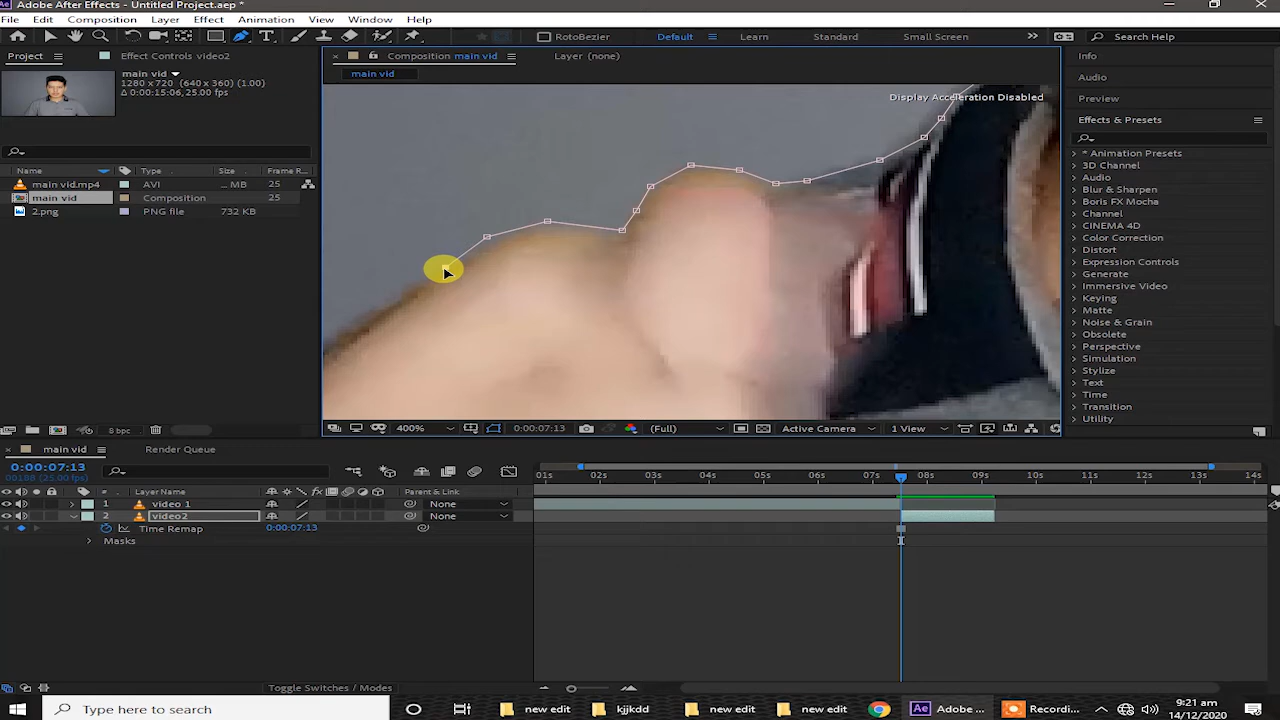 Adobe After Effects - Untitled Project.aep *
File Edit Composition Layer Effect Animation View Window Help
RotoBezier Default Learn Standard Small Screen Search Help
Project Effect Controls video2 Composition main vid Layer (none) Info
main vid
main vid
1280 x 720 (640 x 360) (1.00)
Δ 0:00:15:06, 25.00 fps
Display Acceleration Disabled
Audio
Preview
Effects & Presets
Name Type Size Frame R...
main vid.mp4 AVI ... MB 25
main vid Composition 25
2.png PNG file 732 KB
* Animation Presets
3D Channel
Audio
Blur & Sharpen
Boris FX Mocha
Channel
CINEMA 4D
Color Correction
Distort
Expression Controls
Generate
Immersive Video
Keying
Matte
Noise & Grain
Obsolete
Perspective
Simulation
Stylize
Text
Time
Transition
Utility
8 bpc 400% 0:00:07:13 (Full) Active Camera 1 View
main vid Render Queue
0:00:07:13
00188 (25.00 fps)
01s 02s 03s 04s 05s 06s 07s 08s 09s 10s 11s 12s 13s 14s
# Layer Name Parent & Link
1 video 1 None
2 video2 None
Time Remap 0:00:07:13
Masks
Toggle Switches / Modes
Type here to search new edit kjjkdd new edit new edit Adobe ... Recordi... 9:21 am
14/12/2020